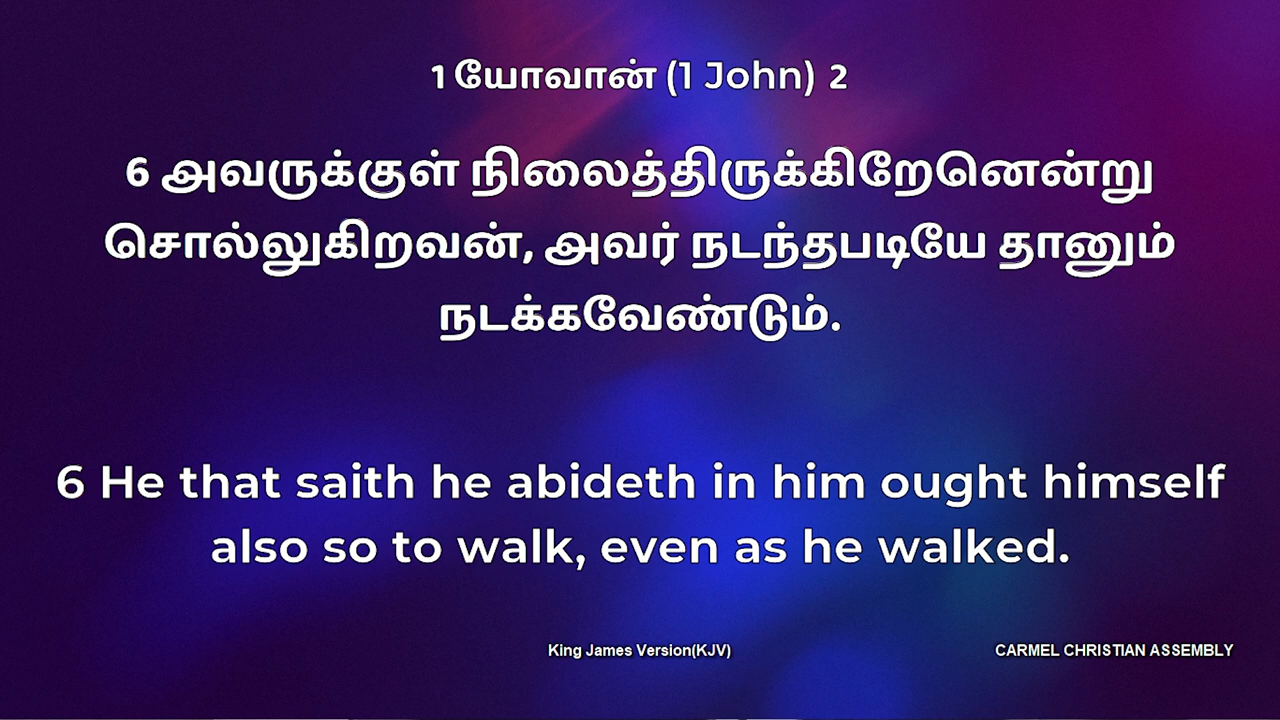 1 யோவான் (1 John) 2
6 அவருக்குள் நிலைத்திருக்கிறேனென்று
சொல்லுகிறவன், அவர் நடந்தபடியே தானும்
நடக்கவேண்டும்.
6 He that saith he abideth in him ought himself
also so to walk, even as he walked.
King James Version(KJV)
CARMEL CHRISTIAN ASSEMBLY